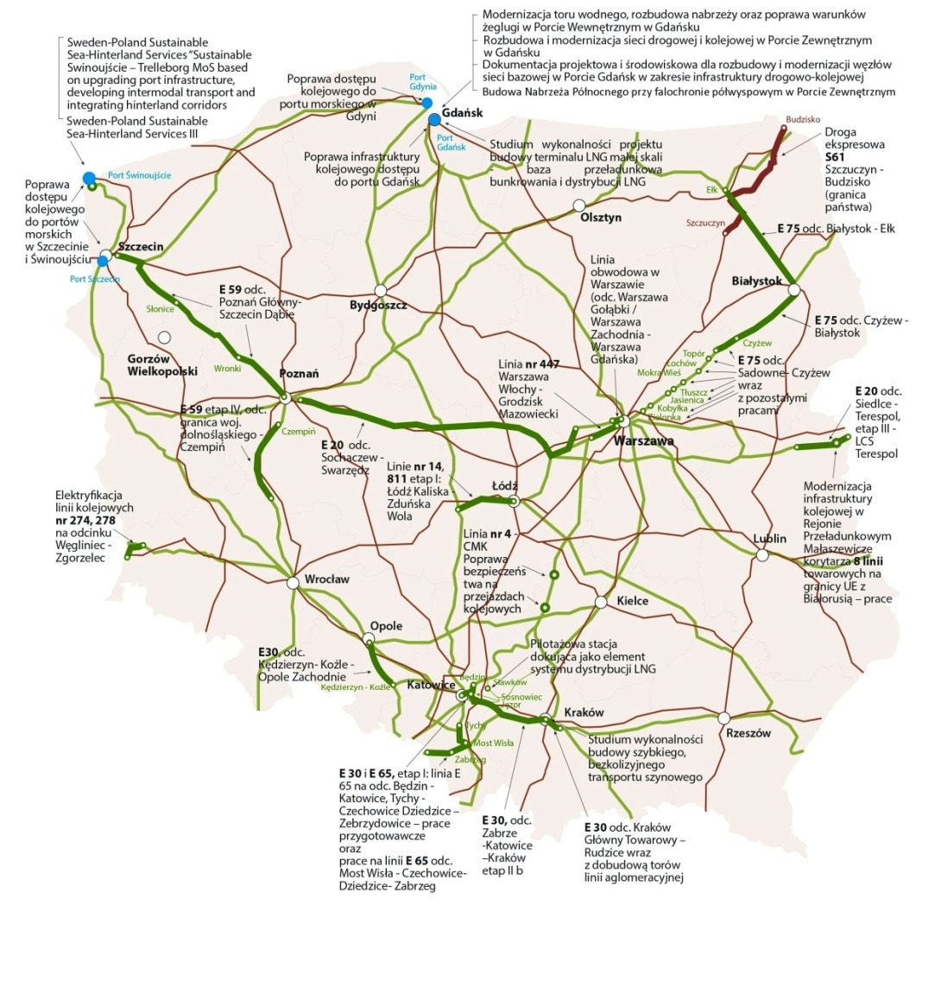 Modernizacja toru wodnego, rozbudowa nabrzeży oraz poprawa warunków
żeglugi w Porcie Wewnętrznym w Gdańsku
Rozbudowa i modernizacja sieci drogowej i kolejowej w Porcie Zewnętrznym
w Gdańsku
Dokumentacja projektowa i środowiskowa dla rozbudowy i modernizacji węzłów
sieci bazowej w Porcie Gdańsk w zakresie infrastruktury drogowo-kolejowej
Budowa Nabrzeża Północnego przy falochronie półwyspowym w Porcie Zewnętrznym
Sweden-Poland Sustainable
Sea-Hinterland Services "Sustainable
Swinoujście – Trelleborg MoS based
on upgrading port infrastructure,
developing intermodal transport and
integrating hinterland corridors
Sweden-Poland Sustainable
Sea-Hinterland Services III
Poprawa dostępu
kolejowego do
portu morskiego w
Gdyni
Port
Gdynia
Gdańsk
Port
Gdańsk
Budzisko
Droga
ekspresowa
S61
Szczuczyn -
Budzisko
(granica
państwa)
Studium wykonalności projektu
budowy terminalu LNG małej skali
- baza przeładunkowa
bunkrowania i dystrybucji LNG
Poprawa infrastruktury
kolejowego dostępu
do portu Gdańsk
Port Świnoujście
Poprawa
dostępu
kolejowego
do portów
morskich
w Szczecinie
i Świnoujściu
Szczecin
Port Szczecin
Ełk
Olsztyn
Szczuczyn
E 75 odc. Białystok - Ełk
Linia
obwodowa w
Warszawie
(odc. Warszawa
Gołąbki /
Warszawa
Zachodnia -
Warszawa
Gdańska)
Białystok
E 59 odc.
Poznań Główny-
Szczecin Dąbie
Słonice
Bydgoszcz
E 75 odc. Czyżew -
Białystok
Czyżew
Gorzów
Wielkopolski
Wronki
Poznań
Topór
Łochów
Mokra Wieś
Tłuszcz
Jasienica
Kobyłka
Zielonka
E 75 odc.
Sadowne- Czyżew
wraz
z pozostałymi
pracami
Linia nr 447
Warszawa
Włochy -
Grodzisk
Mazowiecki
E 20 odc.
Siedlce -
Terespol,
etap III -
LCS
Terespol
E 59 etap IV, odc.
granica woj.
dolnośląskiego -
Czempiń
Czempiń
E 20 odc.
Sochaczew -
Swarzędz
Warszawa
Linie nr 14,
811 etap I:
Łódź Kaliska -
Zduńska
Wola
Łódź
Modernizacja
infrastruktury
kolejowej w
Rejonie
Przeładunkowym
Małaszewicze
korytarza 8 linii
towarowych na
granicy UE z
Białorusią – prace
Elektryfikacja
linii kolejowych
nr 274, 278
na odcinku
Węgliniec -
Zgorzelec
Linia nr 4 -
CMK
Poprawa
bezpieczeńs
twa na
przejazdach
kolejowych
Lublin
Wrocław
Kielce
Opole
E30, odc.
Kędzierzyn- Koźle -
Opole Zachodnie
Kędzierzyn - Koźle
Pilotażowa stacja
dokująca jako element
systemu dystrybucji LNG
Katowice
Będzin
Sławków
Sosnowiec
Jęzor
Kraków
Rzeszów
Tychy
Most Wisła
Zabrzeg
Studium wykonalności
budowy szybkiego,
bezkolizyjnego
transportu szynowego
E 30 i E 65, etap I: linia E
65 na odc. Będzin -
Katowice, Tychy -
Czechowice Dziedzice –
Zebrzydowice – prace
przygotowawcze
oraz
prace na linii E 65 odc.
Most Wisła - Czechowice-
Dziedzice- Zabrzeg
E 30, odc.
Zabrze
-Katowice
–Kraków
etap II b
E 30 odc. Kraków
Główny Towarowy –
Rudzice wraz
z dobudową torów
linii aglomeracyjnej